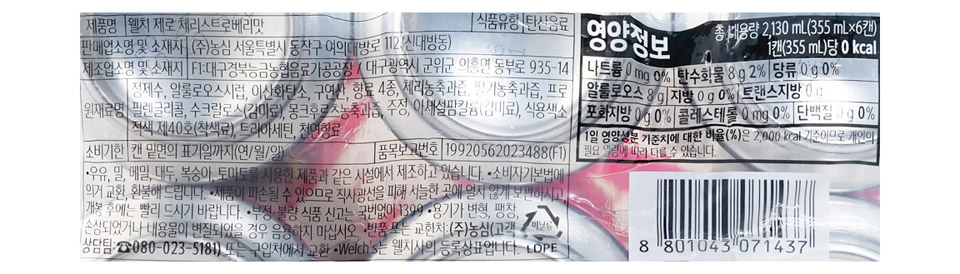 제품명 웰치 제로 체리스트로베리맛 식품유형 탄산음료
판매업소명 및 소재지 (주)농심 서울특별시 동작구 여의대방로 112(신대방동)
제조업소명 및 소재지 F1:대구경북능금농협음료가공공장 - 대구광역시 군위군 의흥면 동부로 935-14
원재료명 정제수, 알룰로오스시럽, 이산화탄소, 구연산, 향료 4종, 체리농축과즙, 딸기농축과즙, 프로
필렌글리콜, 수크랄로스(감미료), 홍크호박농축과즙, 주정, 아세설팜칼륨(감미료), 식용색소
적색 제40호(착색료), 트리아세틴, 천연향료
소비기한 캔 밑면의 표기일까지(연/월/일) 품목보고번호 19920562023488(F1)
•우유, 밀, 메밀, 대두, 복숭아, 토마토를 사용한 제품과 같은 시설에서 제조하고 있습니다. •소비자기본법에
의거 교환, 환불해 드립니다. •제품이 파손될 수 있으므로 직사광선을 피해 서늘한 곳에 얼지 않게 보관하시고,
개봉 후에는 빨리 드시기 바랍니다. •부정·불량 식품 신고는 국번없이 1399 •용기가 변형, 팽창,
손상되었거나 내용물이 변질되었을 경우 음용하지 마십시오. •반품 또는 교환처: (주)농심(고객
상담팀:☎080-023-5181) 또는 구입처에서 교환 •Welch's는 웰치사의 등록상표입니다.
비닐류
LDPE
영양정보 총 내용량 2,130 mL(355 mL×6캔)
1캔(355 mL)당 0 kcal
나트륨 0 mg 0% 탄수화물 8 g 2% 당류 0 g 0%
알룰로오스 8 g 지방 0 g 0% 트랜스지방 0 g
포화지방 0 g 0% 콜레스테롤 0 mg 0% 단백질 0 g 0%
1일 영양성분 기준치에 대한 비율(%)은 2,000 kcal 기준이므로 개인의
필요 열량에 따라 다를 수 있습니다.
8 801043 071437